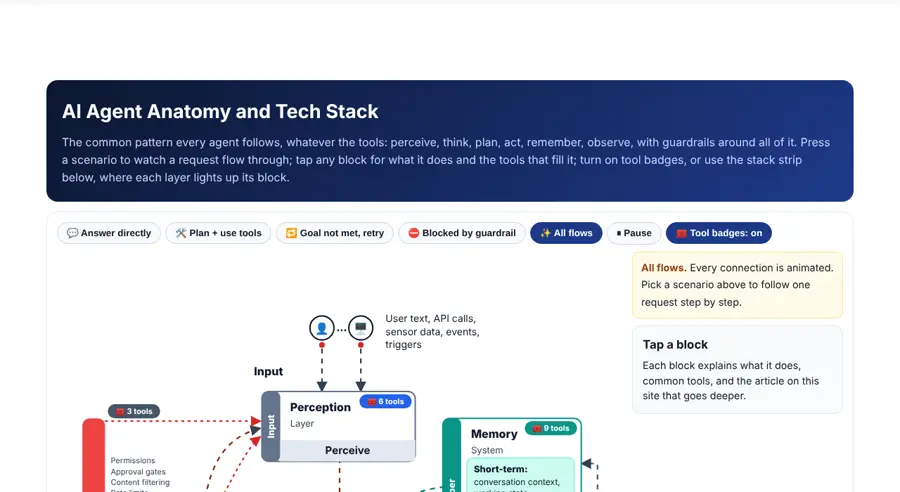 AI Agent Anatomy and Tech Stack
The common pattern every agent follows, whatever the tools: perceive, think, plan, act, remember, observe, with guardrails around all of it. Press
a scenario to watch a request flow through; tap any block for what it does and the tools that fill it; turn on tool badges, or use the stack strip
below, where each layer lights up its block.
💬 Answer directly
🛠️ Plan + use tools
🔁 Goal not met, retry
⛔ Blocked by guardrail
✨ All flows
⏸ Pause
🧰 Tool badges: on
All flows. Every connection is animated.
Pick a scenario above to follow one
request step by step.
Tap a block
Each block explains what it does,
common tools, and the article on this
site that goes deeper.
...
User text, API calls,
sensor data, events,
triggers
Input
🧰 3 tools
Input
Perception
🧰 6 tools
Layer
Perceive
Permissions
Approval gates
Content filtering
Memory
🧰 9 tools
System
Short-term:
conversation context,